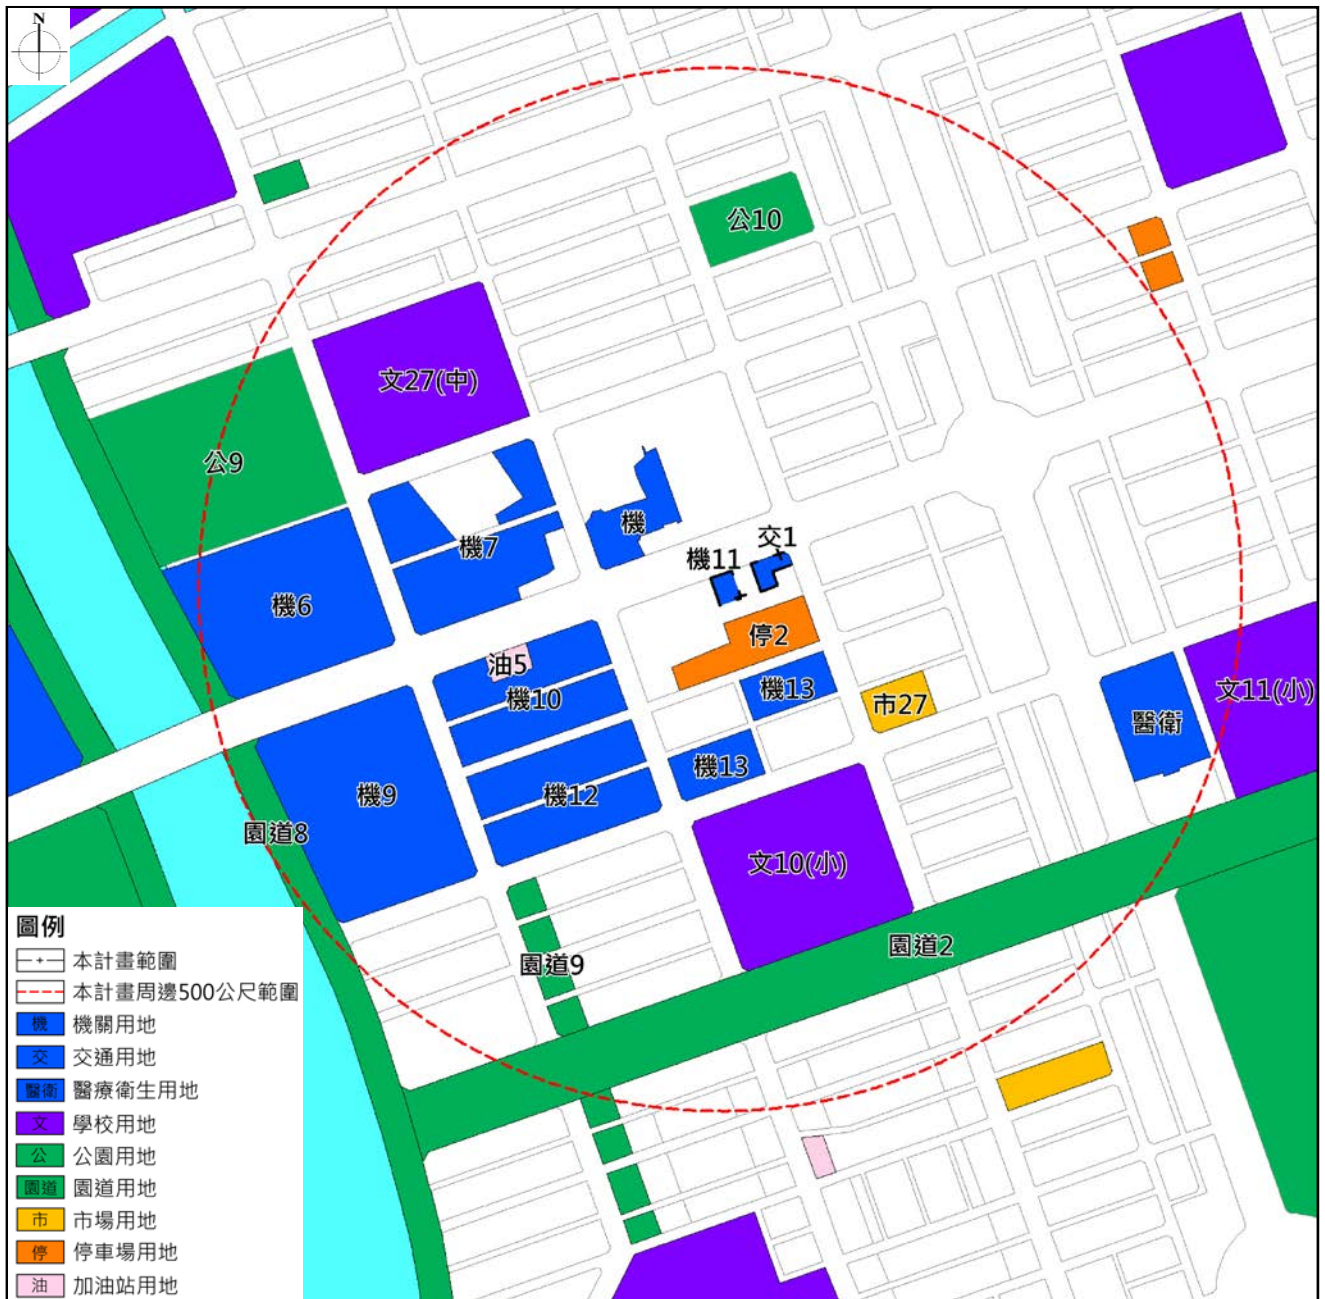 N
公10
文27(中)
公9
機
機7
交1
機11
機6
停2
油5
機13
文11(小)
機10
市27
醫衛
機13
機9
機12
園道8
文10(小)
園道2
園道9
圖例
本計畫範圍
本計畫周邊500公尺範圍
機 機關用地
交 交通用地
醫衛 醫療衛生用地
文 學校用地
公 公園用地
園道 園道用地
市 市場用地
停 停車場用地
油 加油站用地